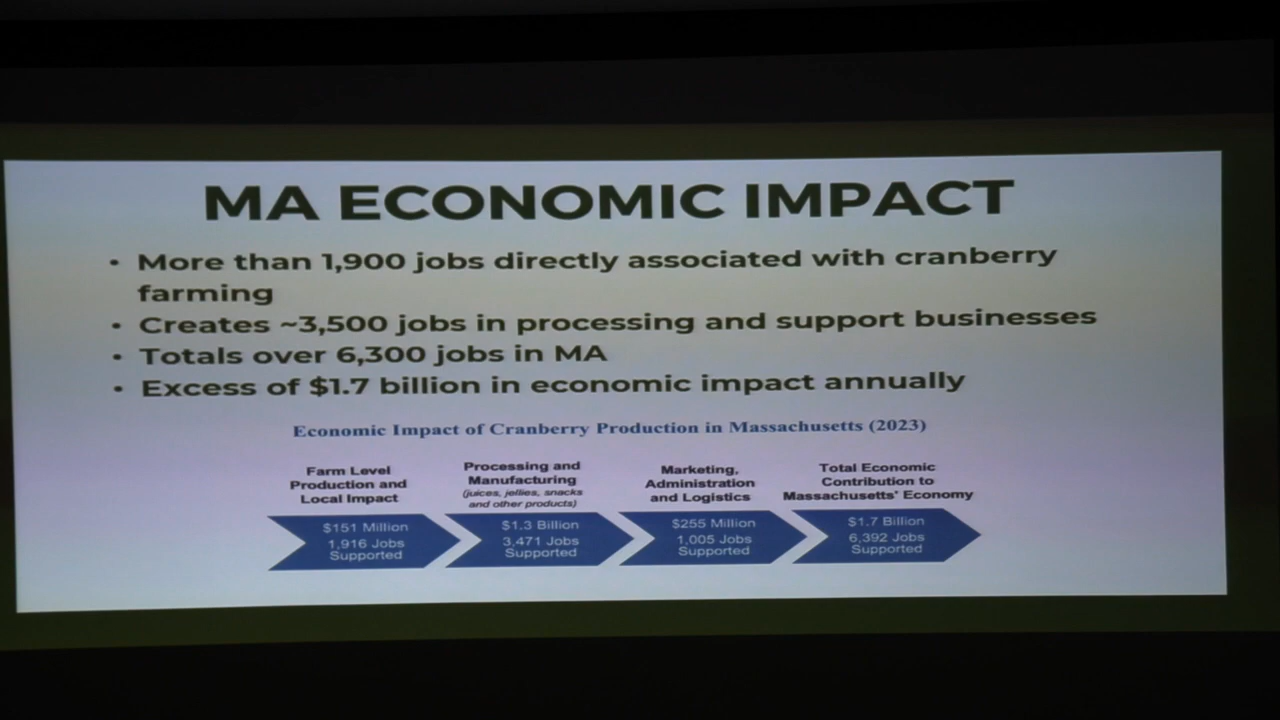 MA ECONOMIC IMPACT
• More than 1,900 jobs directly associated with cranberry
farming
• Creates ~3,500 jobs in processing and support businesses
• Totals over 6,300 jobs in MA
• Excess of $1.7 billion in economic impact annually
Economic Impact of Cranberry Production in Massachusetts (2023)
Farm Level
Production and
Local Impact
$151 Million
1,916 Jobs
Supported
Processing and
Manufacturing
(juices, jellies, snacks
and other products)
$1.3 Billion
3,471 Jobs
Supported
Marketing,
Administration
and Logistics
$255 Million
1,005 Jobs
Supported
Total Economic
Contribution to
Massachusetts' Economy
$1.7 Billion
6,392 Jobs
Supported